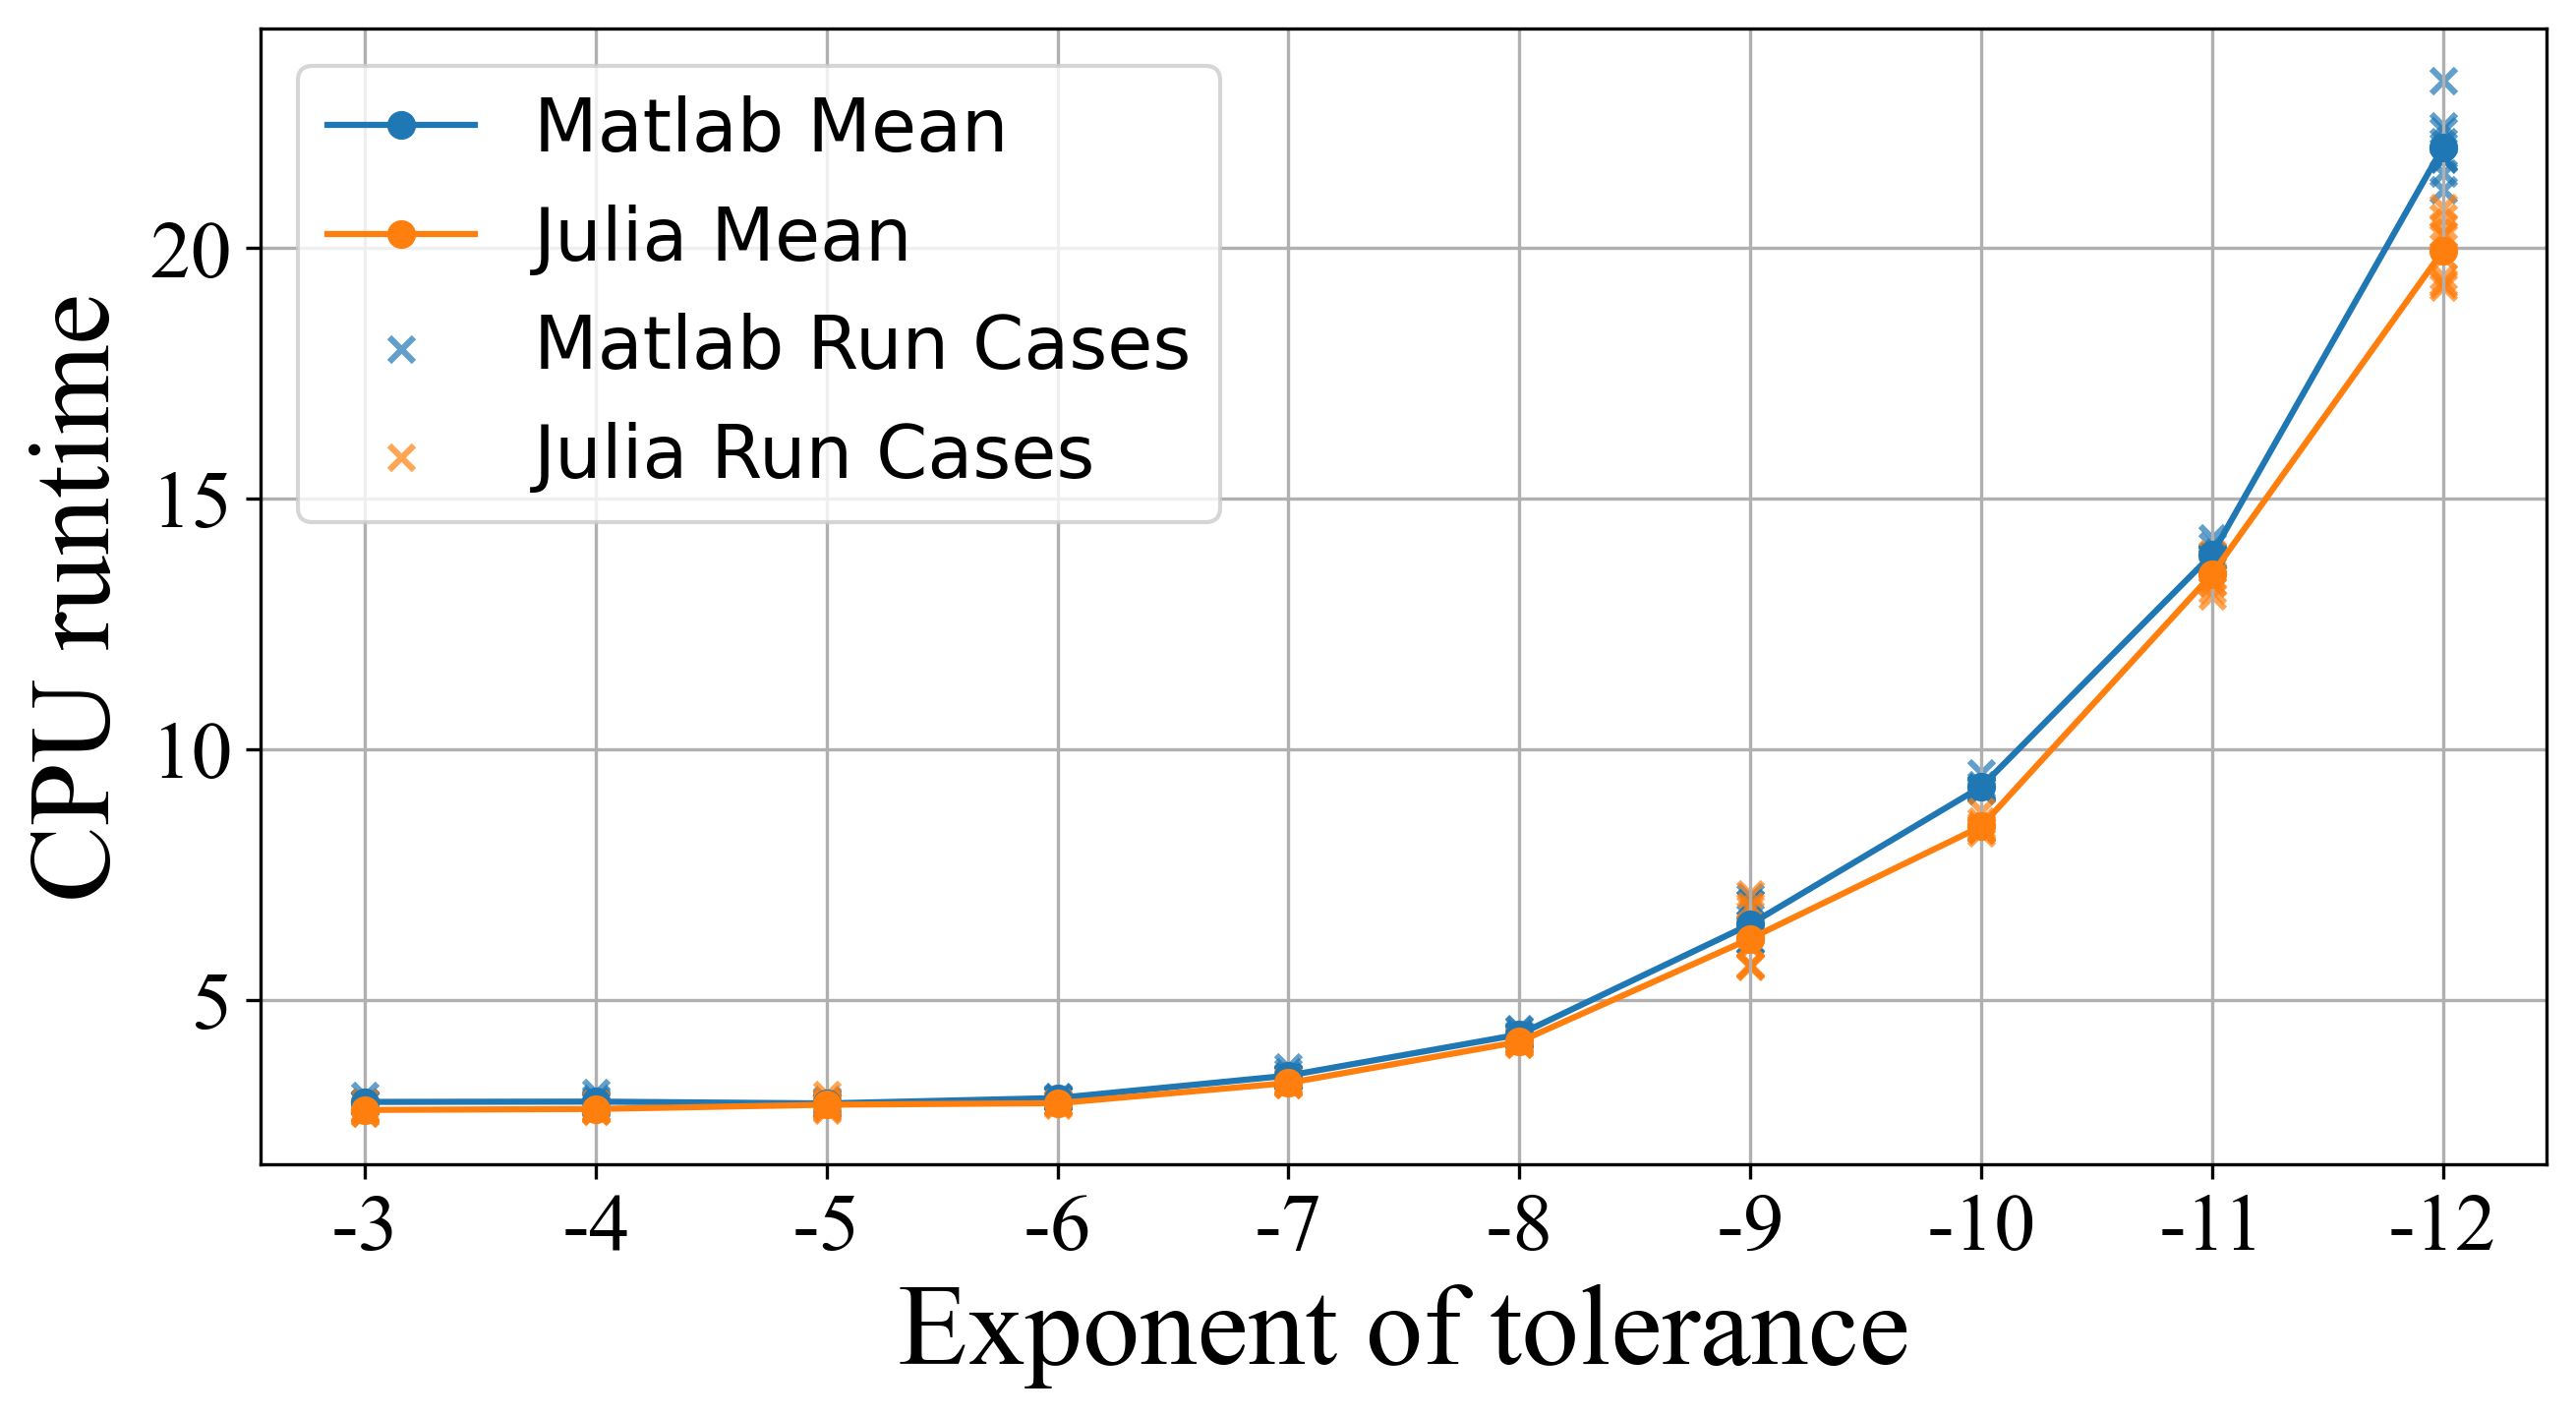 Matlab Mean
Julia Mean
Matlab Run Cases
Julia Run Cases
CPU runtime
20
15
10
5
-3 -4 -5 -6 -7 -8 -9 -10 -11 -12
Exponent of tolerance